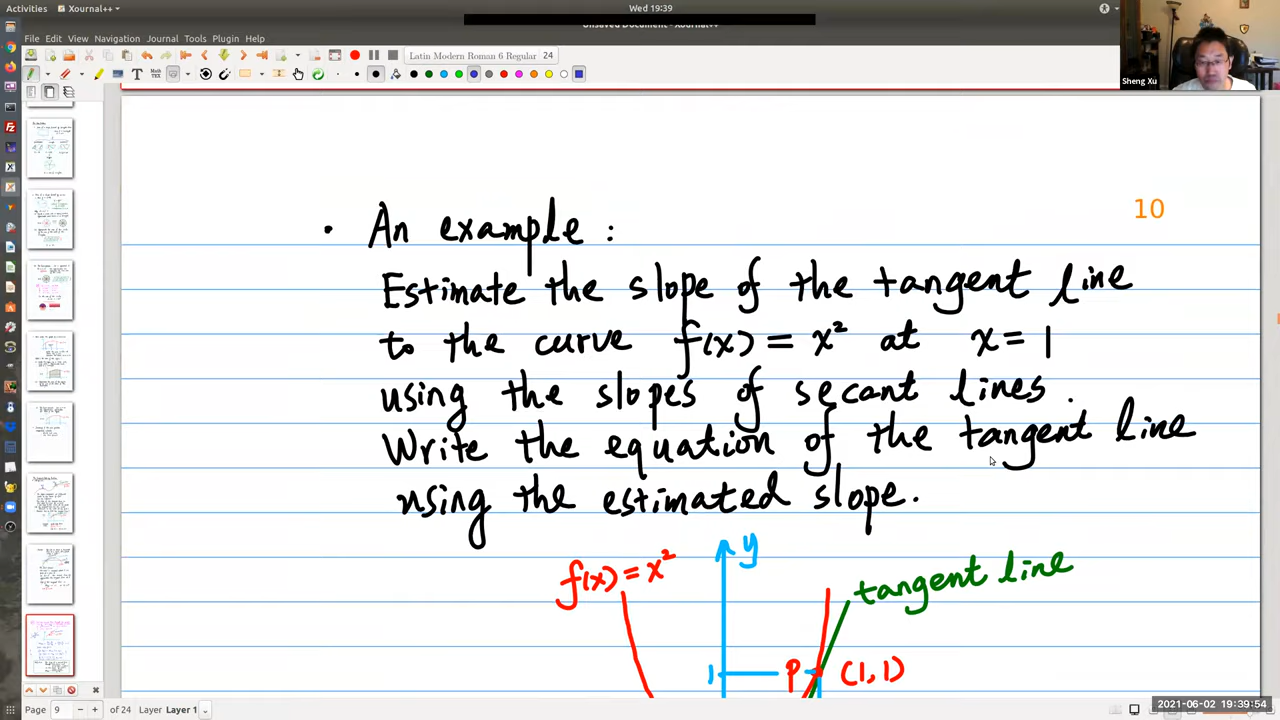 Activities
Xournal++
Wed 19:39
Unsaved Document - Xournal++
File Edit View Navigation Journal Tools Plugin Help
Latin Modern Roman 6 Regular 24
Sheng Xu
10
· An example :
Estimate the slope of the tangent line
to the curve f(x) = x² at x = 1
using the slopes of secant lines .
Write the equation of the tangent line
using the estimated slope.
f(x) = x²
y
tangent line
1
P
(1,1)
Page 9 of 24 Layer Layer 1
2021-06-02 19:39:54